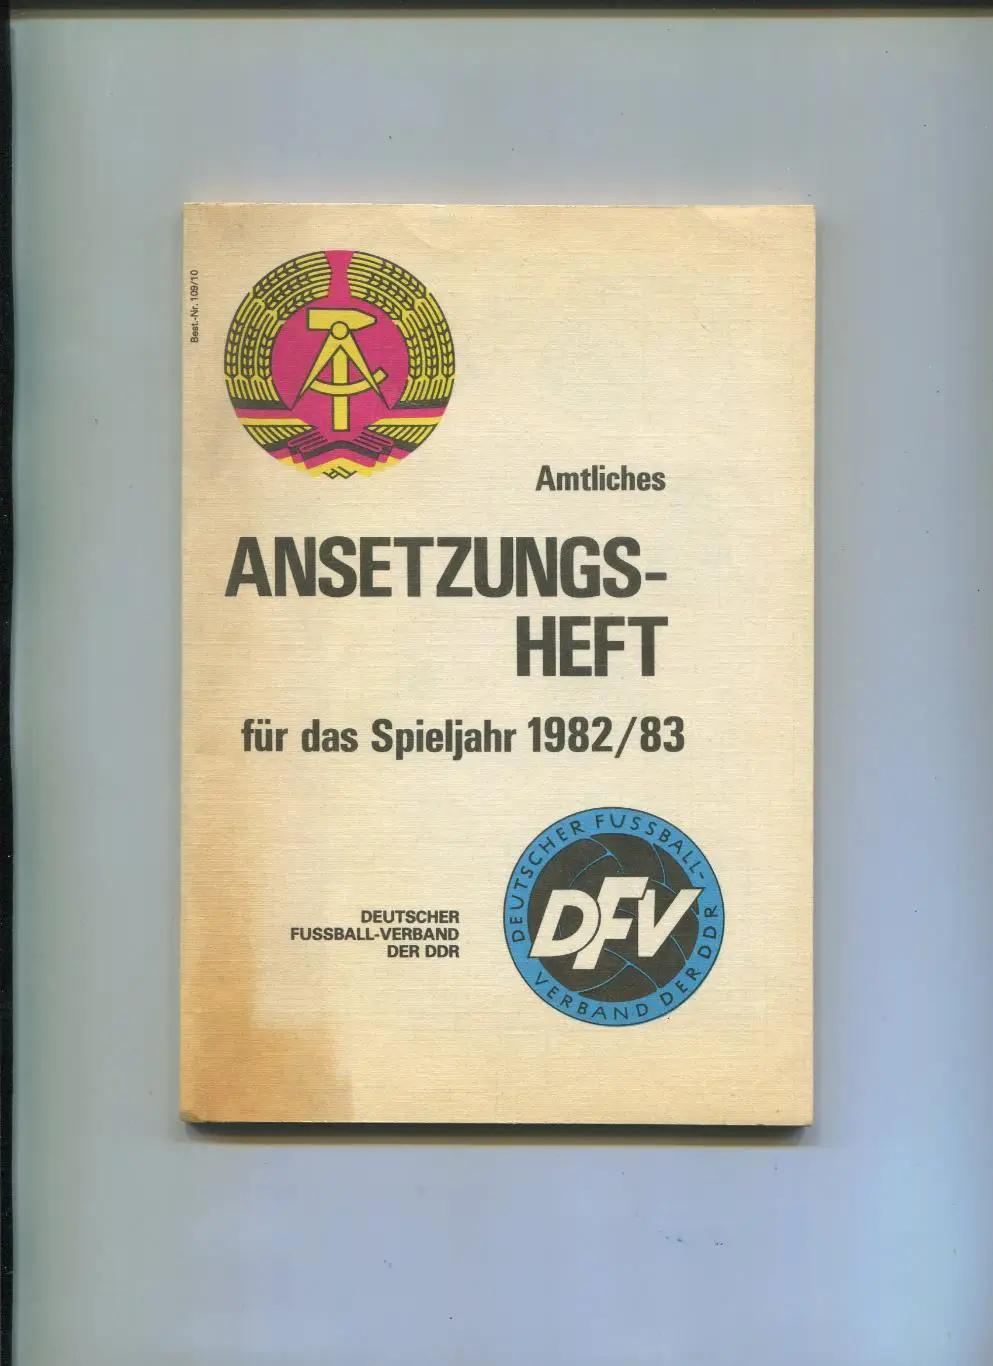 Best.-Nr. 109/10
Amtliches
ANSETZUNGS-
HEFT
für das Spieljahr 1982/83
DEUTSCHER
FUSSBALL-VERBAND
DER DDR
DEUTSCHER FUSSBALL-
VERBAND DER DDR
DFV